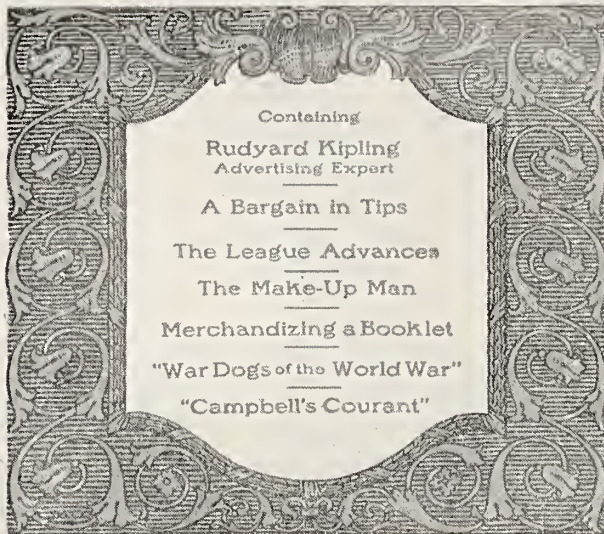 Containing
Rudyard Kipling
Advertising Expert
A Bargain in Tips
The League Advances
The Make-Up Man
Merchandizing a Booklet
"War Dogs of the World War"
"Campbell's Courant"